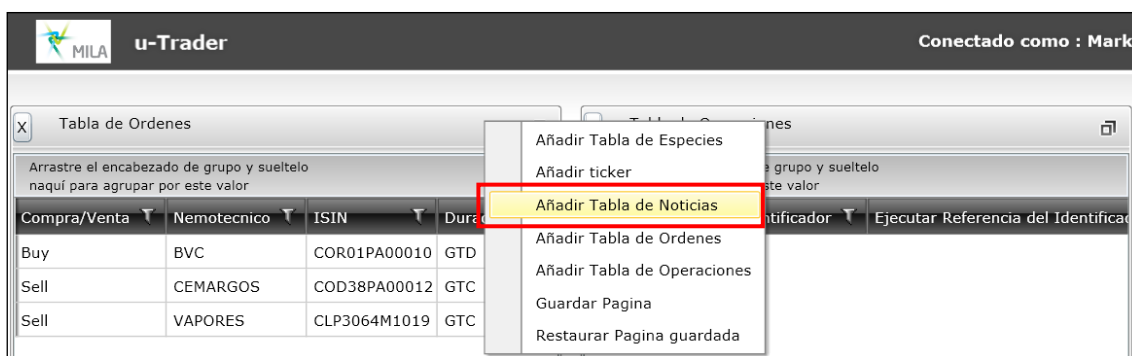 MILA
u-Trader
Conectado como : Mark
X Tabla de Ordenes
nes
Arrastre el encabezado de grupo y sueltelo
naquí para agrupar por este valor
grupo y sueltelo
valor
Compra/Venta Nemotecnico ISIN
Ejecutar Referencia del
Buy BVC COR01PA00010 GTD
Sell CEMARGOS COD38PA00012 GTC
Sell VAPORES CLP3064M1019 GTC
Añadir Tabla de Especies
Añadir ticker
Añadir Tabla de Noticias
Añadir Tabla de Ordenes
Añadir Tabla de Operaciones
Guardar Pagina
Restaurar Pagina guardada